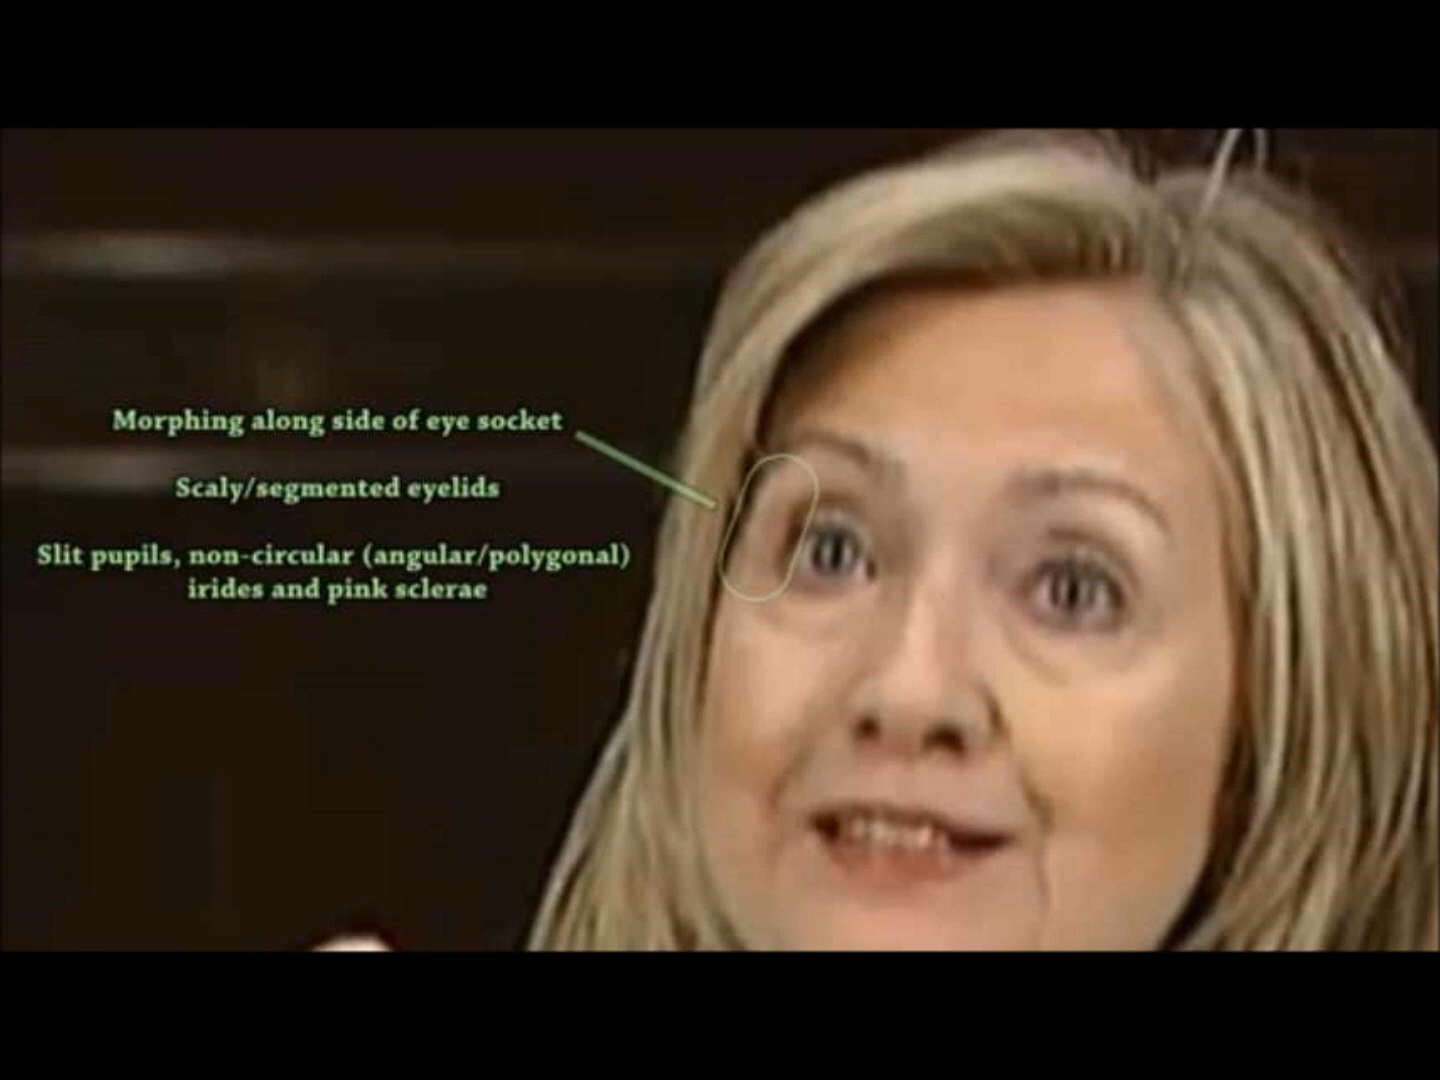 Morphing along side of eye socket
Scaly/segmented eyelids
Slit pupils, non-circular (angular/polygonal)
irides and pink sclerae